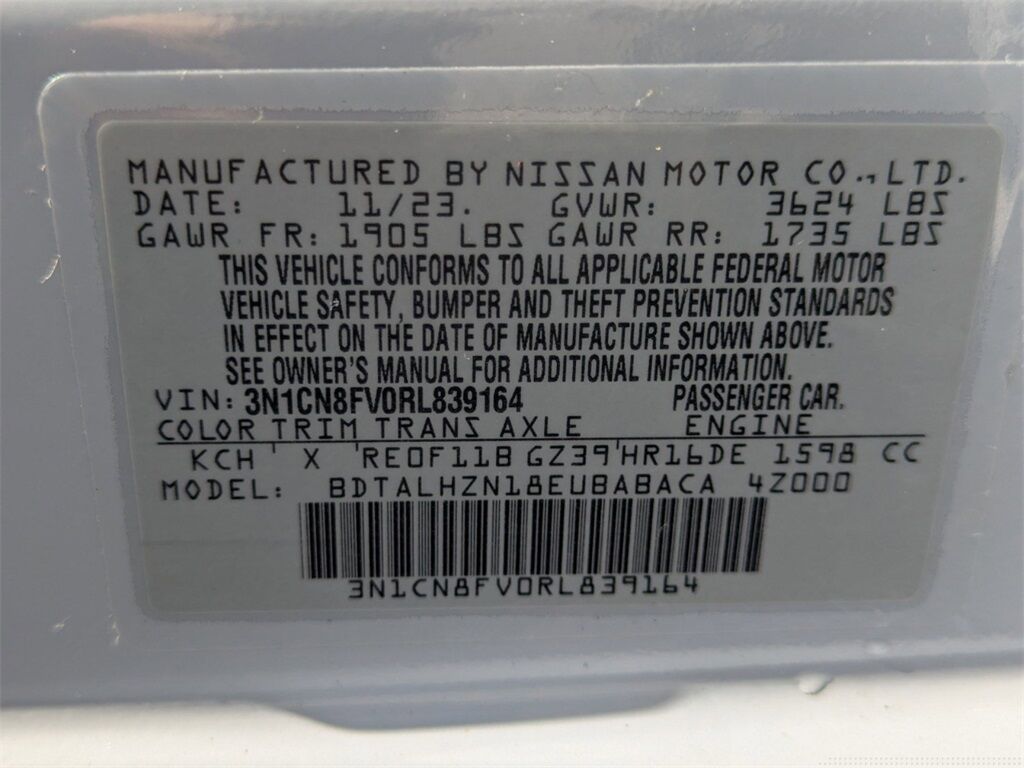 MANUFACTURED BY NISSAN MOTOR CO., LTD.
DATE: 11/23. GVWR: 3624 LBS
GAWR FR: 1905 LBS GAWR RR: 1735 LBS
THIS VEHICLE CONFORMS TO ALL APPLICABLE FEDERAL MOTOR
VEHICLE SAFETY, BUMPER AND THEFT PREVENTION STANDARDS
IN EFFECT ON THE DATE OF MANUFACTURE SHOWN ABOVE.
SEE OWNER'S MANUAL FOR ADDITIONAL INFORMATION.
VIN: 3N1CN8FV0RL839164 PASSENGER CAR.
COLOR TRIM TRANS AXLE ENGINE
KCH X RE0F11B GZ39 HR16DE 1598 CC
MODEL: BDTALHZN18EUBABACA 4Z000
3N1CN8FV0RL839164